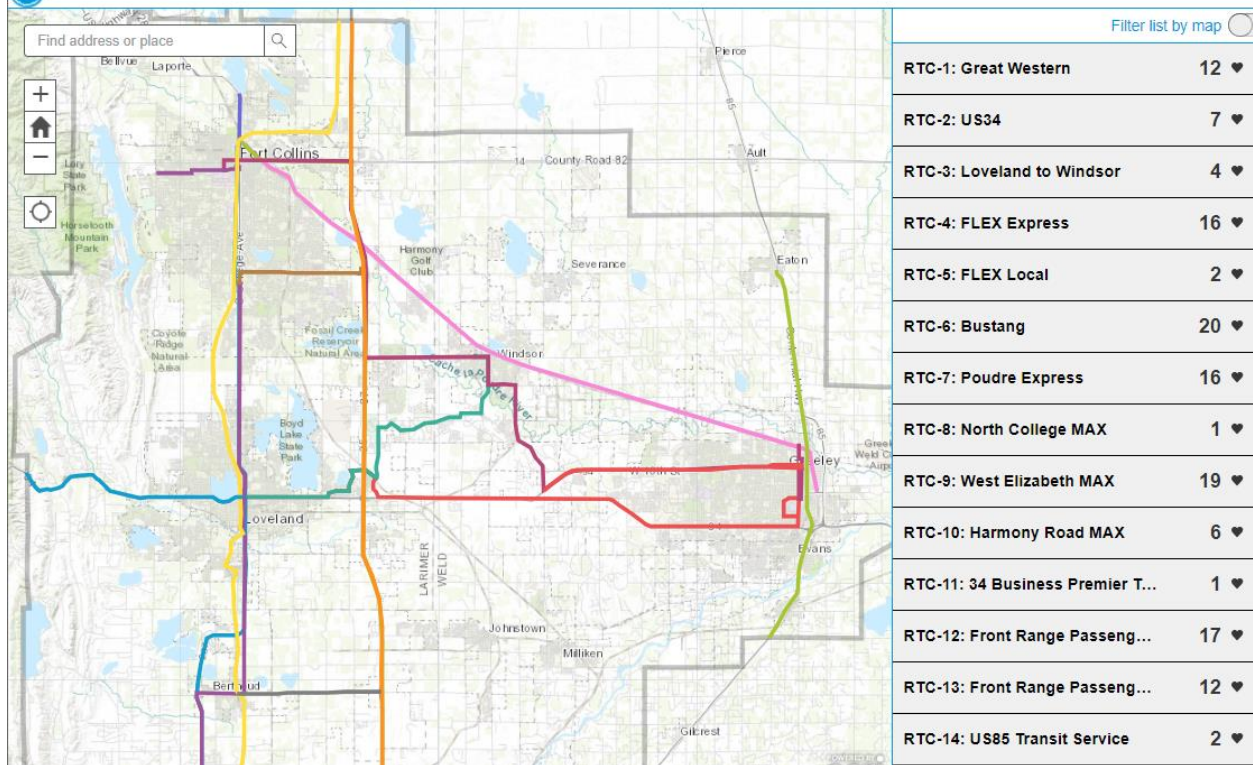 Find address or place
Bellvue
Laporte
Pierce
Fort Collins
14
County Road 82
Ault
Lory
State
Park
Horsetooth
Mountain
Park
Harmony
Golf
Club
Severance
Eaton
85
Coyote
Ridge
Natural
Area
Fossil Creek
Reservoir
Natural Area
Windsor
Cache la Poudre River
Boyd
Lake
State
Park
W 10th St
Greeley
85
Loveland
34
Evans
LARIMER
WELD
Johnstown
Milliken
Berthoud
Gilcrest
Filter list by map
RTC-1: Great Western 12 ♥
RTC-2: US34 7 ♥
RTC-3: Loveland to Windsor 4 ♥
RTC-4: FLEX Express 16 ♥
RTC-5: FLEX Local 2 ♥
RTC-6: Bustang 20 ♥
RTC-7: Poudre Express 16 ♥
RTC-8: North College MAX 1 ♥
RTC-9: West Elizabeth MAX 19 ♥
RTC-10: Harmony Road MAX 6 ♥
RTC-11: 34 Business Premier T... 1 ♥
RTC-12: Front Range Passeng... 17 ♥
RTC-13: Front Range Passeng... 12 ♥
RTC-14: US85 Transit Service 2 ♥